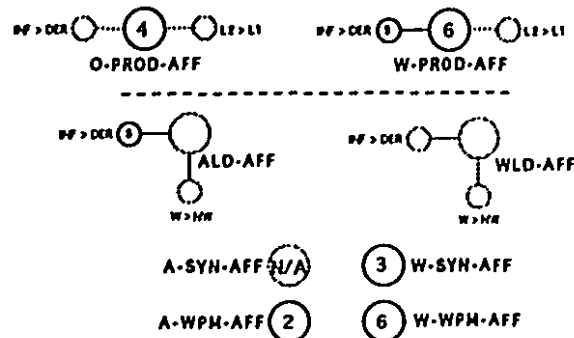 INF > DER 4 L2 > L1
O-PROD-AFF
INF > DER 6 L2 > L1
W-PROD-AFF
INF > DER
ALD-AFF
INF > DER
WLD-AFF
W > NW
A-SYN-AFF N/A
3 W-SYN-AFF
A-WPM-AFF 2
6 W-WPM-AFF